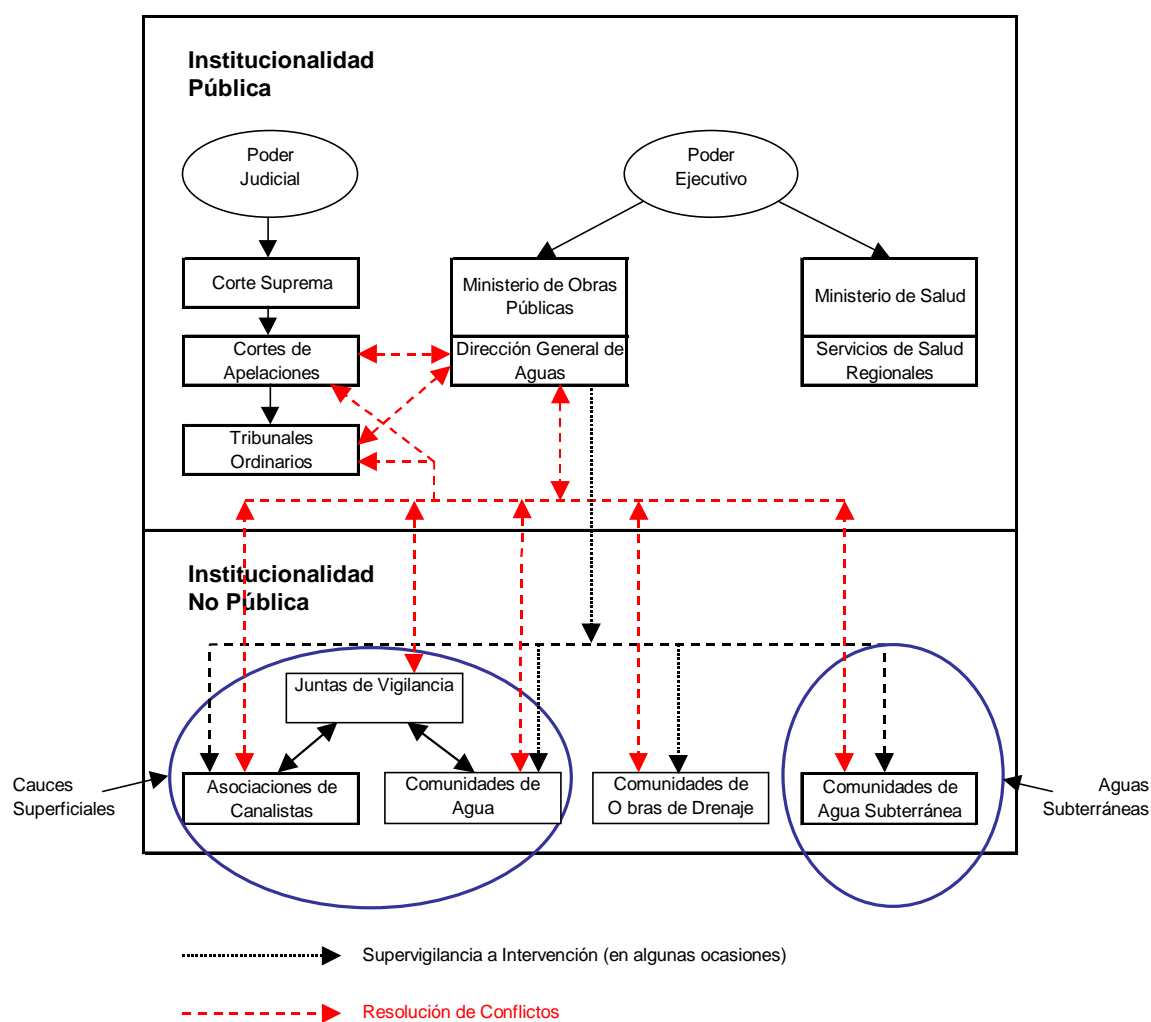 Institucionalidad
Pública
Poder
Judicial
Poder
Ejecutivo
Corte Suprema
Ministerio de Obras
Públicas
Ministerio de Salud
Cortes de
Apelaciones
Dirección General de
Aguas
Servicios de Salud
Regionales
Tribunales
Ordinarios
Institucionalidad
No Pública
Juntas de Vigilancia
Cauces
Superficiales
Asociaciones de
Canalistas
Comunidades de
Agua
Comunidades de
O bras de Drenaje
Comunidades de
Agua Subterránea
Aguas
Subterráneas
Supervigilancia a Intervención (en algunas ocasiones)
Resolución de Conflictos